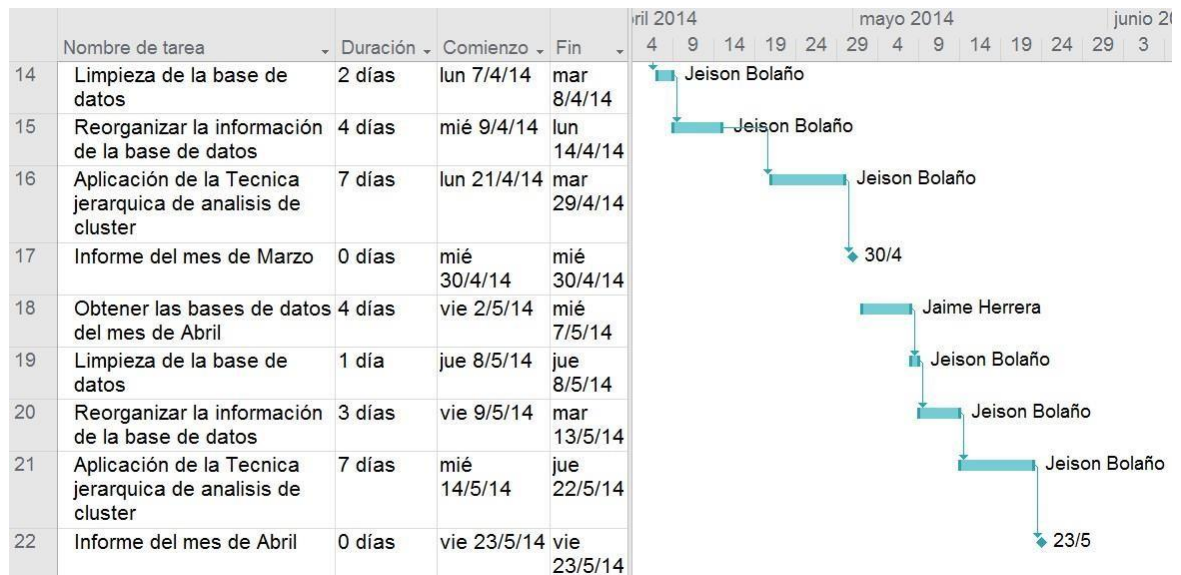 ril 2014 mayo 2014 junio 2
Nombre de tarea Duración Comienzo Fin 4 9 14 19 24 29 4 9 14 19 24 29 3
14 Limpieza de la base de 2 días lun 7/4/14 mar Jeison Bolaño
datos 8/4/14
15 Reorganizar la información 4 días mié 9/4/14 lun Jeison Bolaño
de la base de datos 14/4/14
16 Aplicación de la Tecnica 7 días lun 21/4/14 mar Jeison Bolaño
jerarquica de analisis de 29/4/14
cluster
17 Informe del mes de Marzo 0 días mié mié 30/4
30/4/14 30/4/14
18 Obtener las bases de datos 4 días vie 2/5/14 mié Jaime Herrera
del mes de Abril 7/5/14
19 Limpieza de la base de 1 día jue 8/5/14 jue Jeison Bolaño
datos 8/5/14
20 Reorganizar la información 3 días vie 9/5/14 mar Jeison Bolaño
de la base de datos 13/5/14
21 Aplicación de la Tecnica 7 días mié jue Jeison Bolaño
jerarquica de analisis de 14/5/14 22/5/14
cluster
22 Informe del mes de Abril 0 días vie 23/5/14 vie 23/5
23/5/14